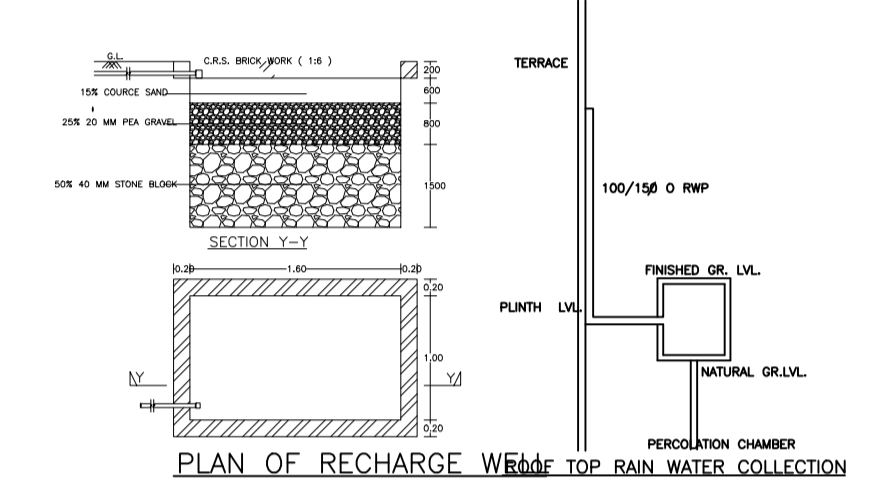 G.L.
C.R.S. BRICK WORK ( 1:6 )
200
15% COURCE SAND
600
25% 20 MM PEA GRAVEL
800
50% 40 MM STONE BLOCK
1500
SECTION Y-Y
0.20 1.60 0.20
0.20
1.00
Y Y
0.20
PLAN OF RECHARGE WELL
TERRACE
100/150 O RWP
FINISHED GR. LVL.
PLINTH LVL.
NATURAL GR.LVL.
PERCOLATION CHAMBER
ROOF TOP RAIN WATER COLLECTION